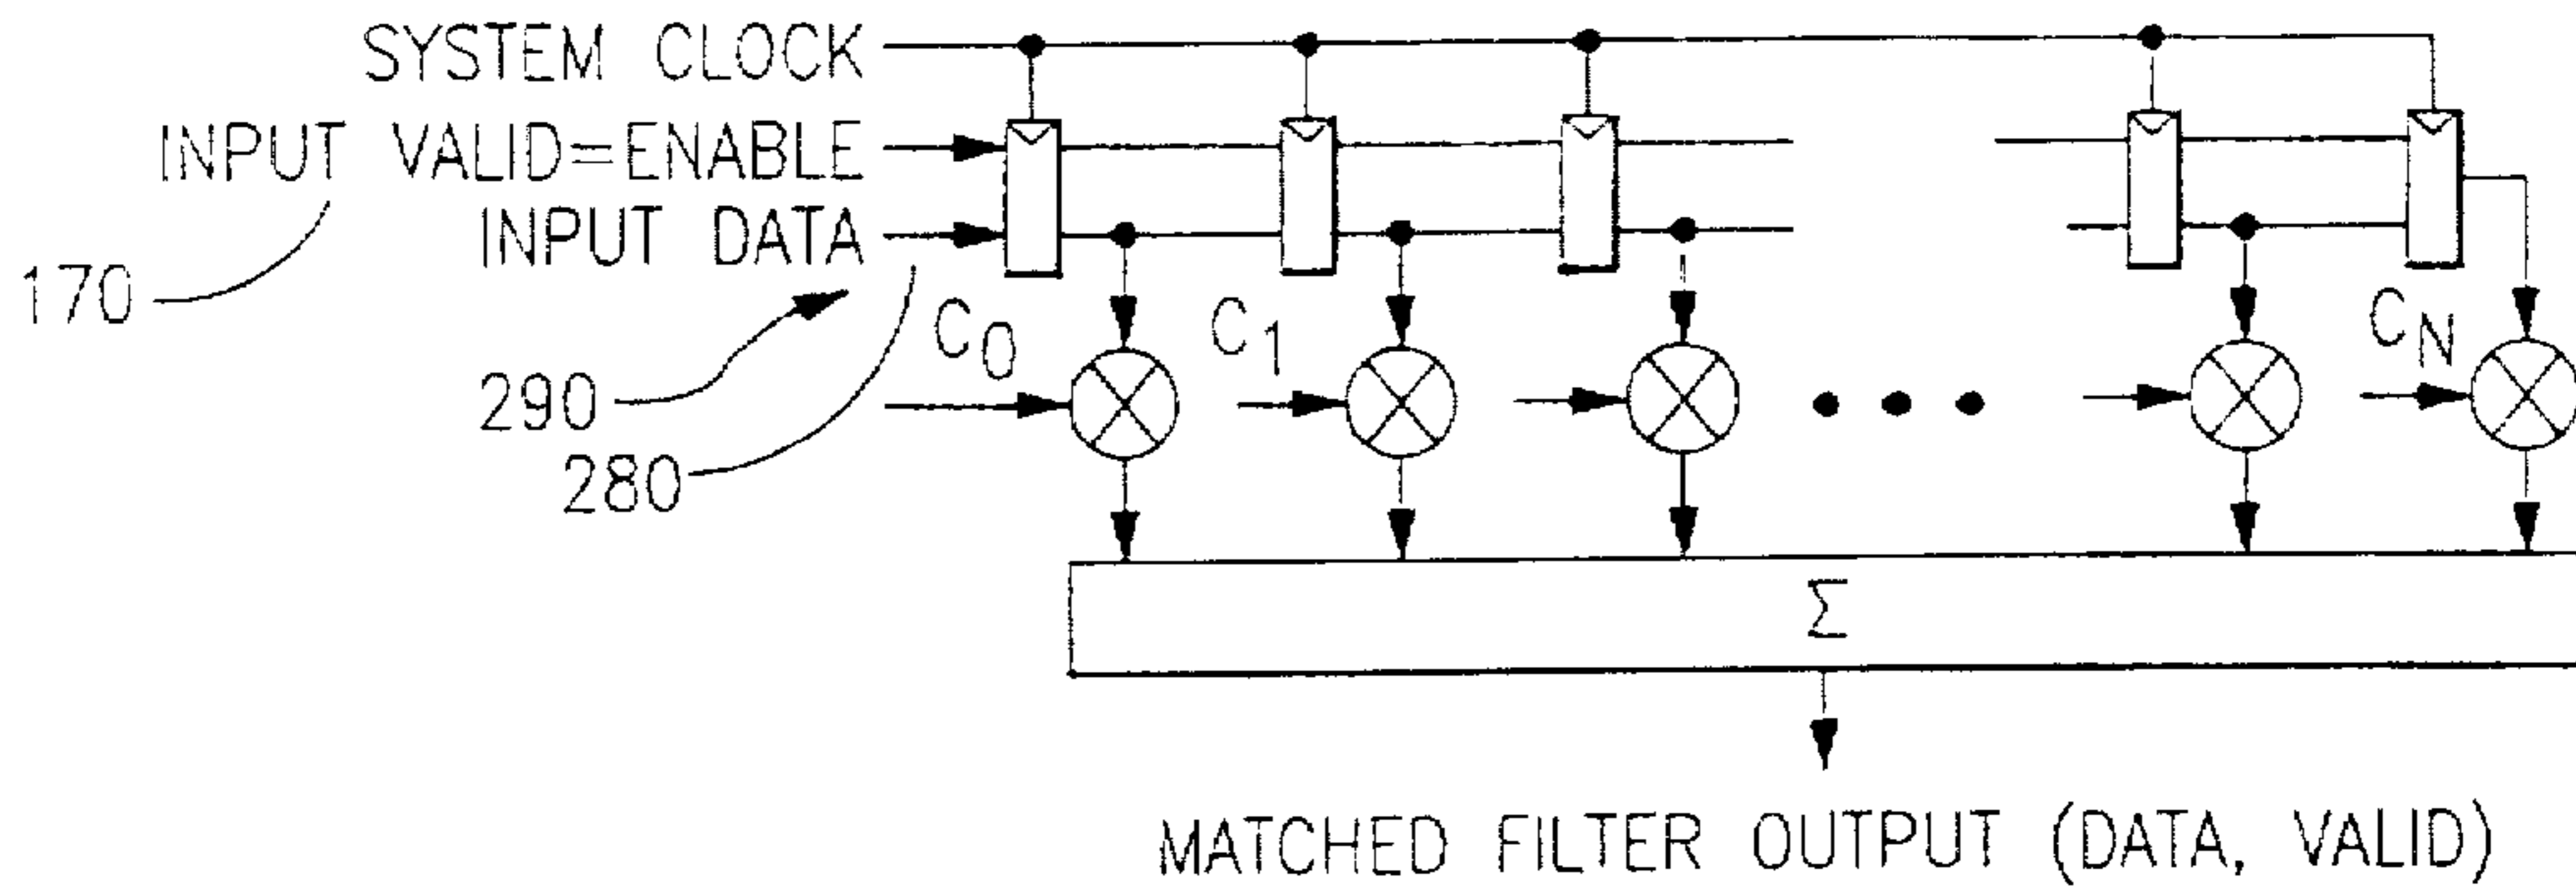 SYSTEM CLOCK
INPUT VALID=ENABLE
INPUT DATA
170
290
280
C0
C1
CN
Σ
MATCHED FILTER OUTPUT (DATA, VALID)